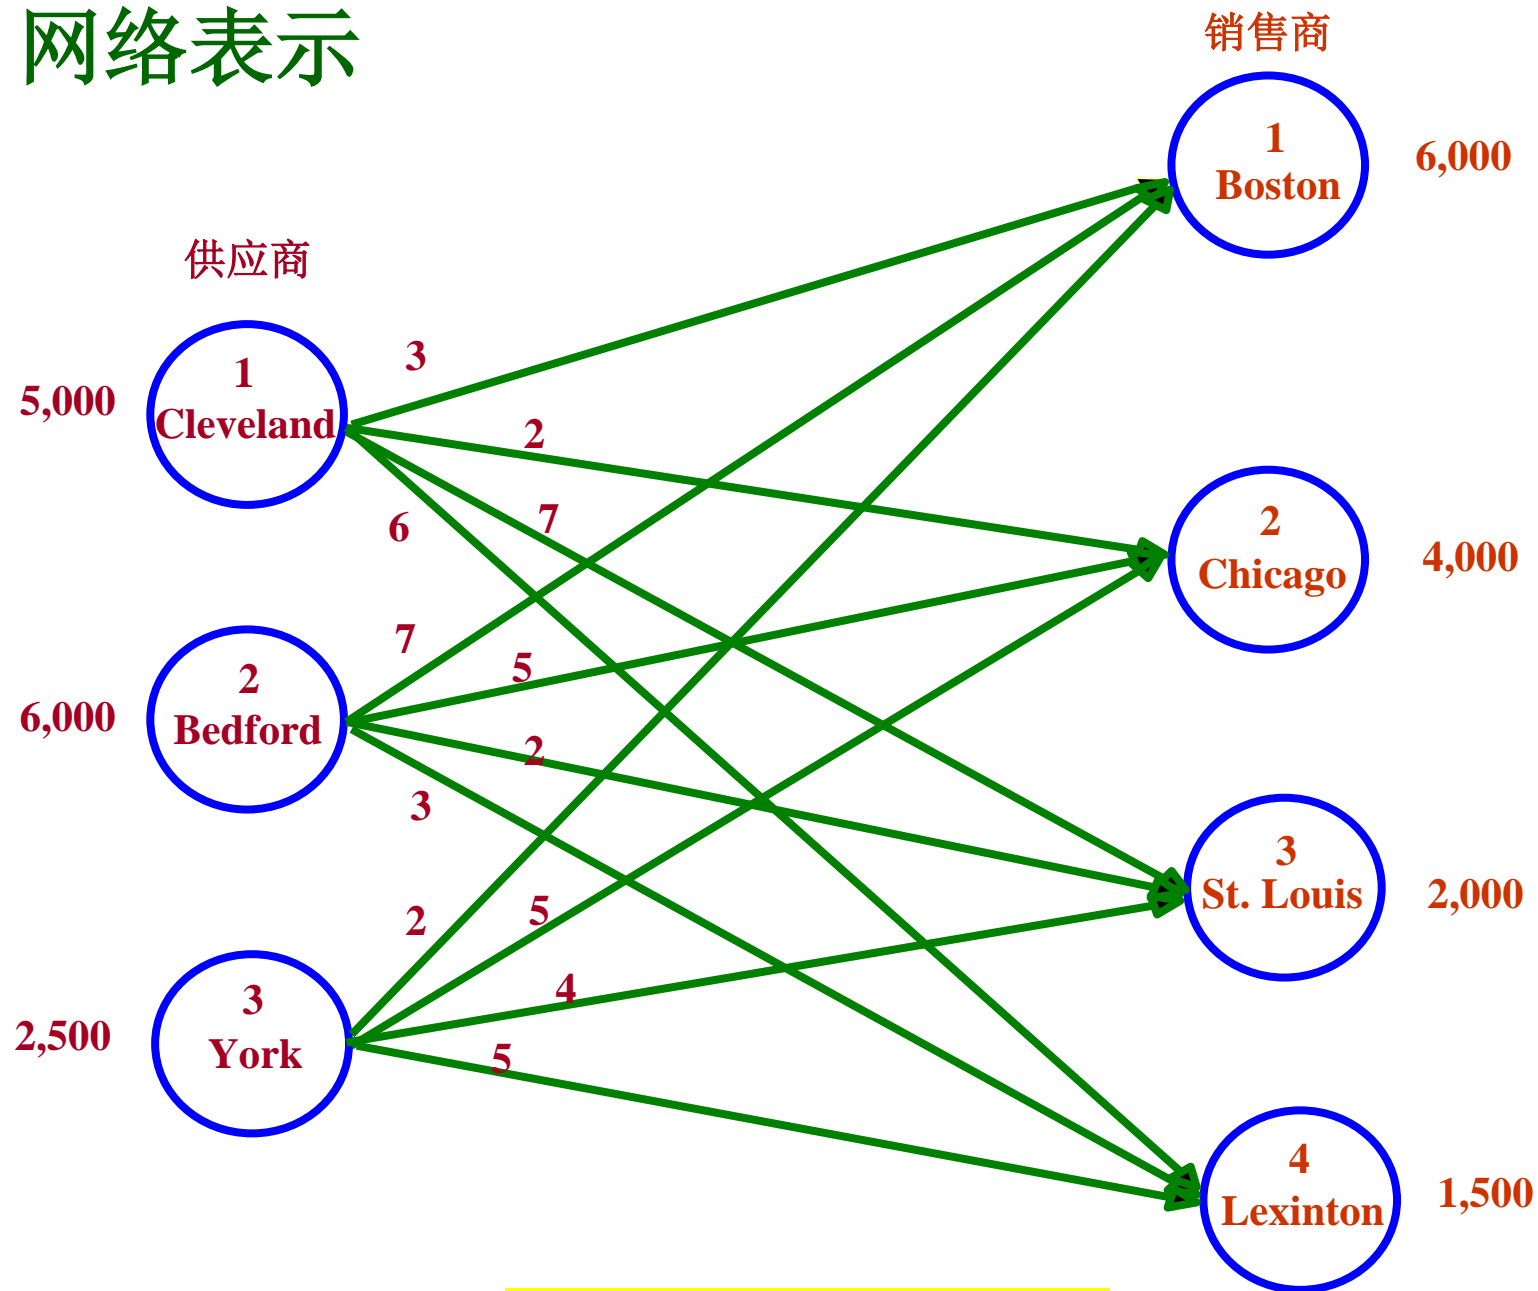 网络表示
销售商
1
Boston
6,000
供应商
1
Cleveland
5,000
3
2
7
6
2
Chicago
4,000
2
Bedford
6,000
7
5
2
3
3
St. Louis
2,000
3
York
2,500
2
5
4
5
4
Lexinton
1,500